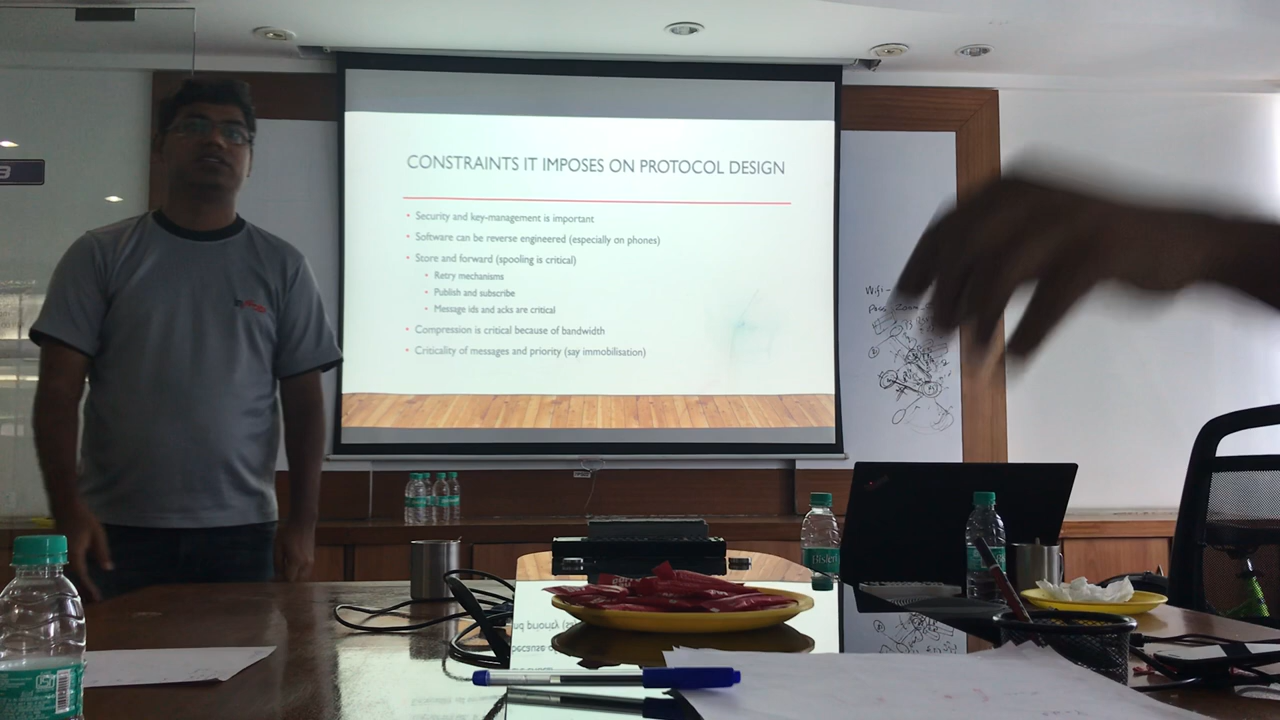 CONSTRAINTS IT IMPOSES ON PROTOCOL DESIGN
• Security and key-management is important
• Software can be reverse engineered (especially on phones)
• Store and forward (spooling is critical)
• Retry mechanisms
• Publish and subscribe
• Message ids and acks are critical
• Compression is critical because of bandwidth
• Criticality of messages and priority (say immobilisation)
Wifi-
Bisleri